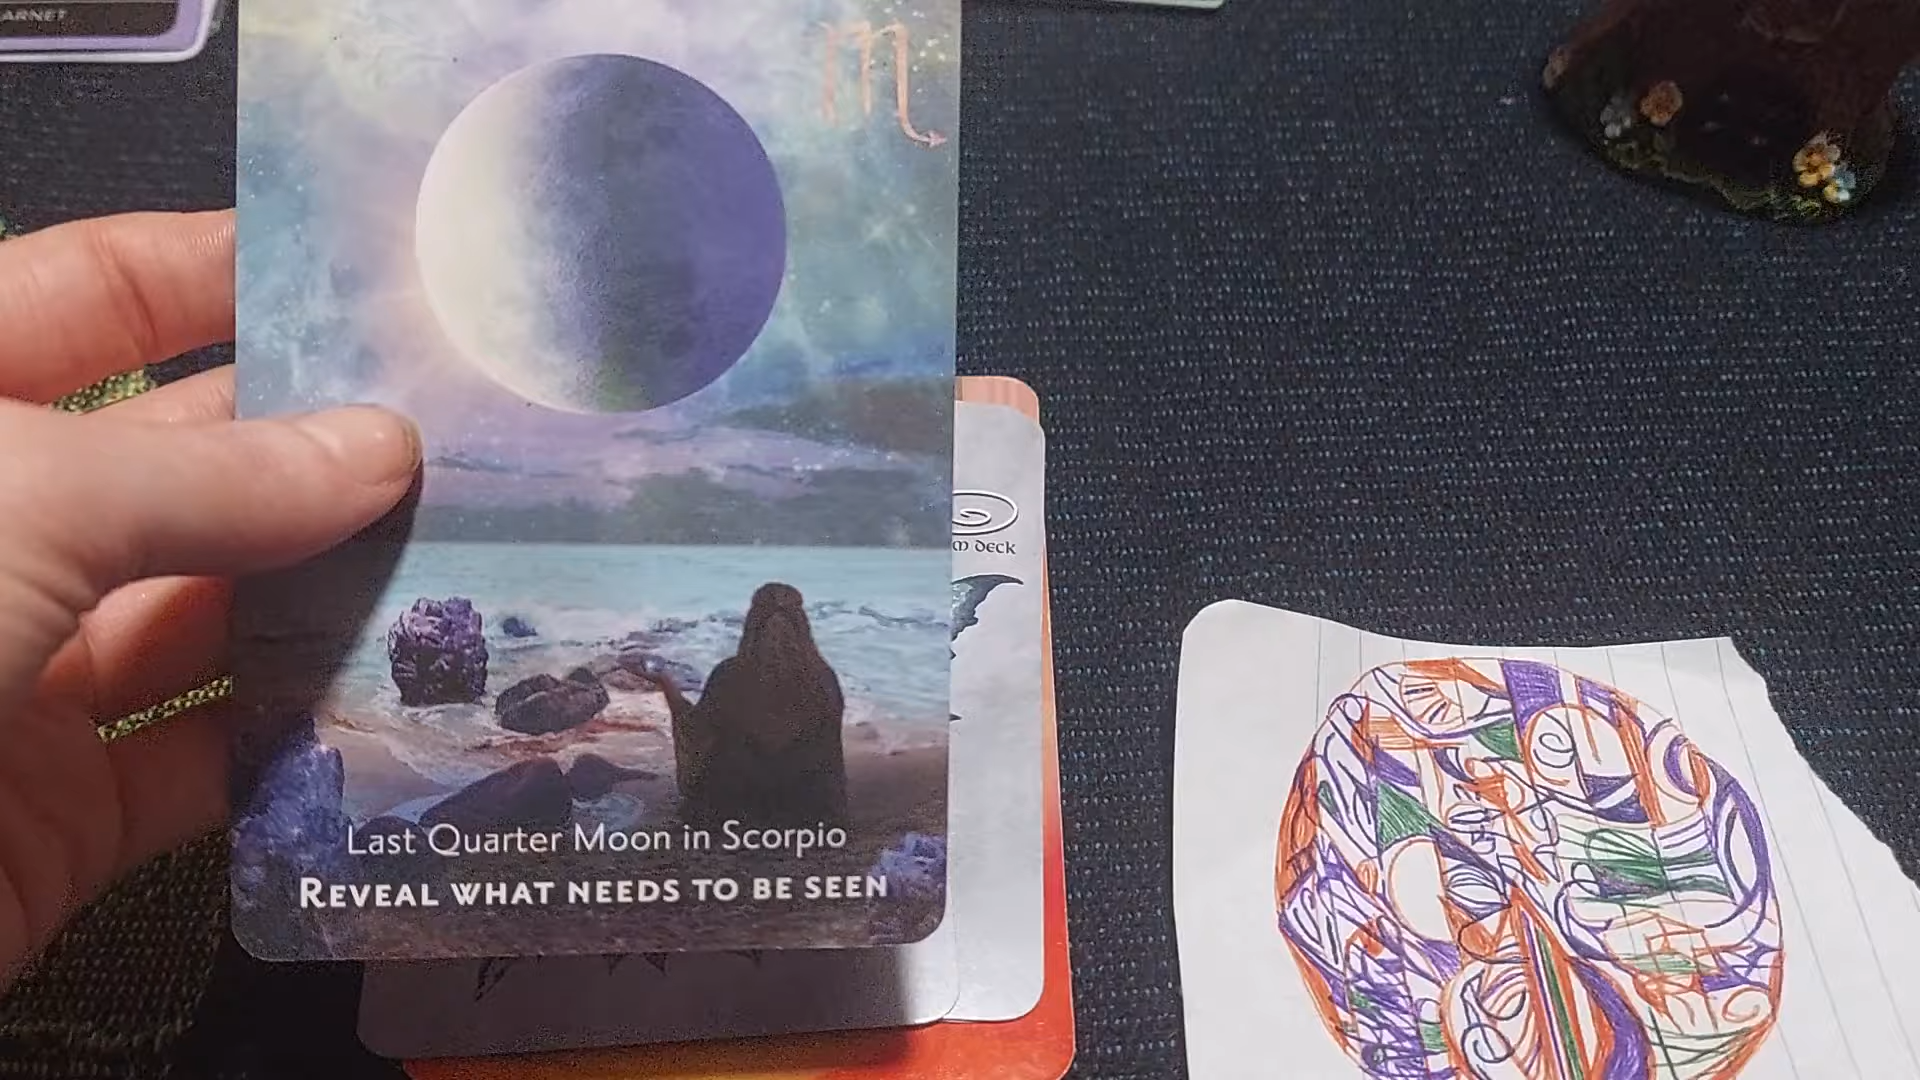 ARNET
m deck
Last Quarter Moon in Scorpio
REVEAL WHAT NEEDS TO BE SEEN